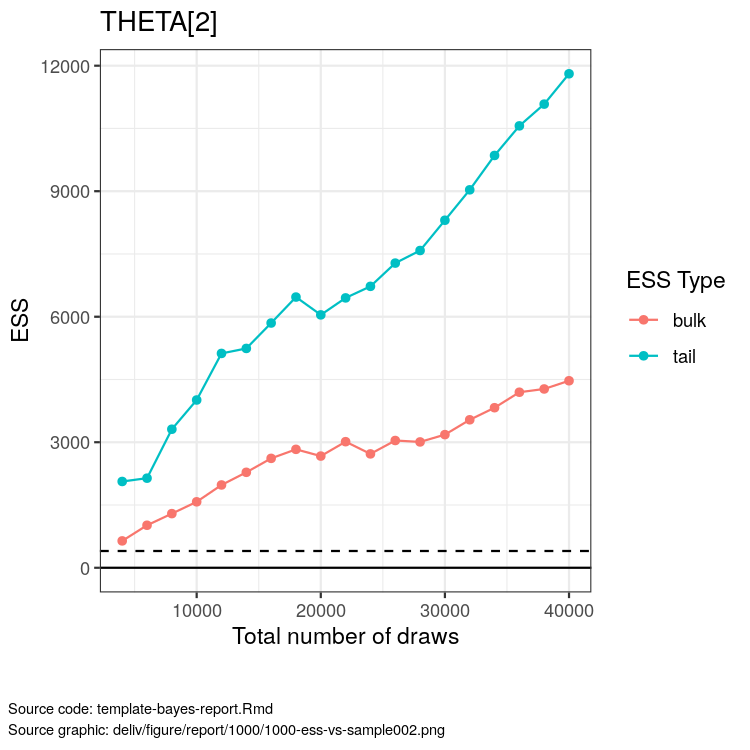 THETA[2]
12000
9000
6000
3000
0
ESS
10000 20000 30000 40000
Total number of draws
ESS Type
bulk
tail
Source code: template-bayes-report.Rmd
Source graphic: deliv/figure/report/1000/1000-ess-vs-sample002.png